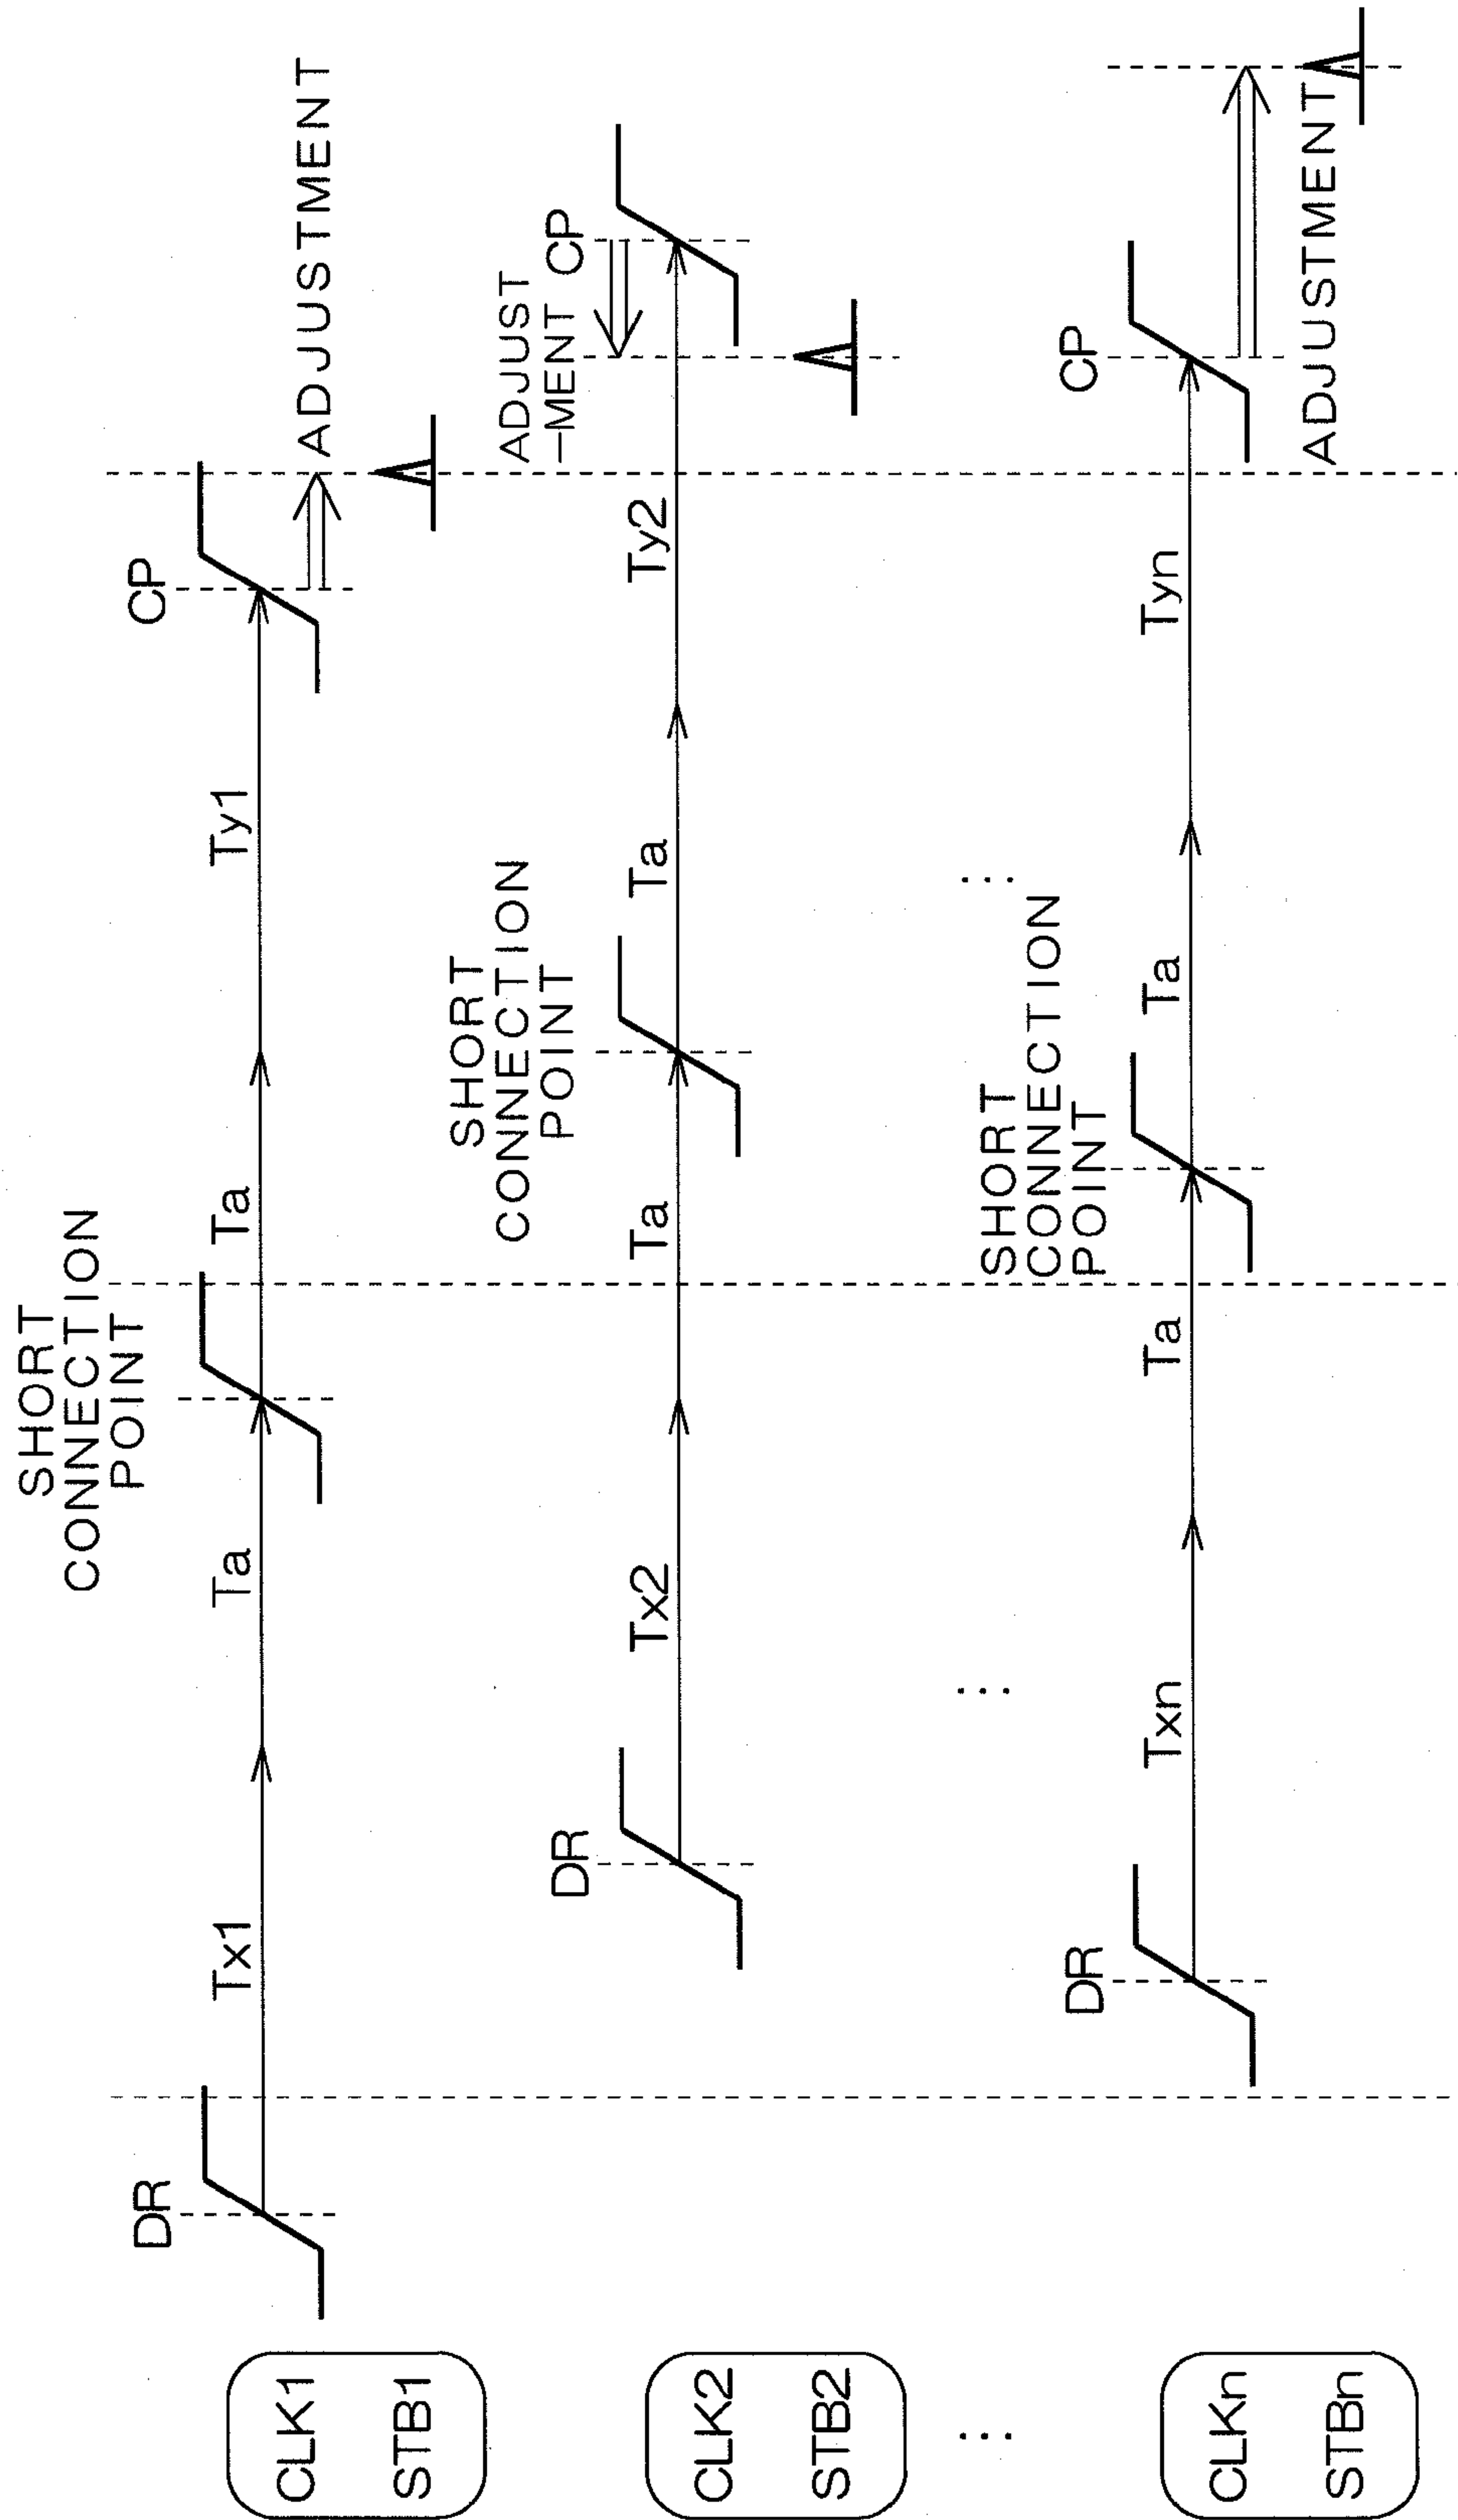 SHORT
CONNECTION
POINT
DR
Tx1
Ta
Ta
Ty1
CP
ADJUSTMENT
CLK1
STB1
SHORT
CONNECTION
POINT
ADJUST
-MENT CP
DR
Tx2
Ta
Ta
Ty2
CLK2
STB2
...
...
...
SHORT
CONNECTION
POINT
DR
CP
Txn
Ta
Ta
Tyn
ADJUSTMENT
CLKn
STBn